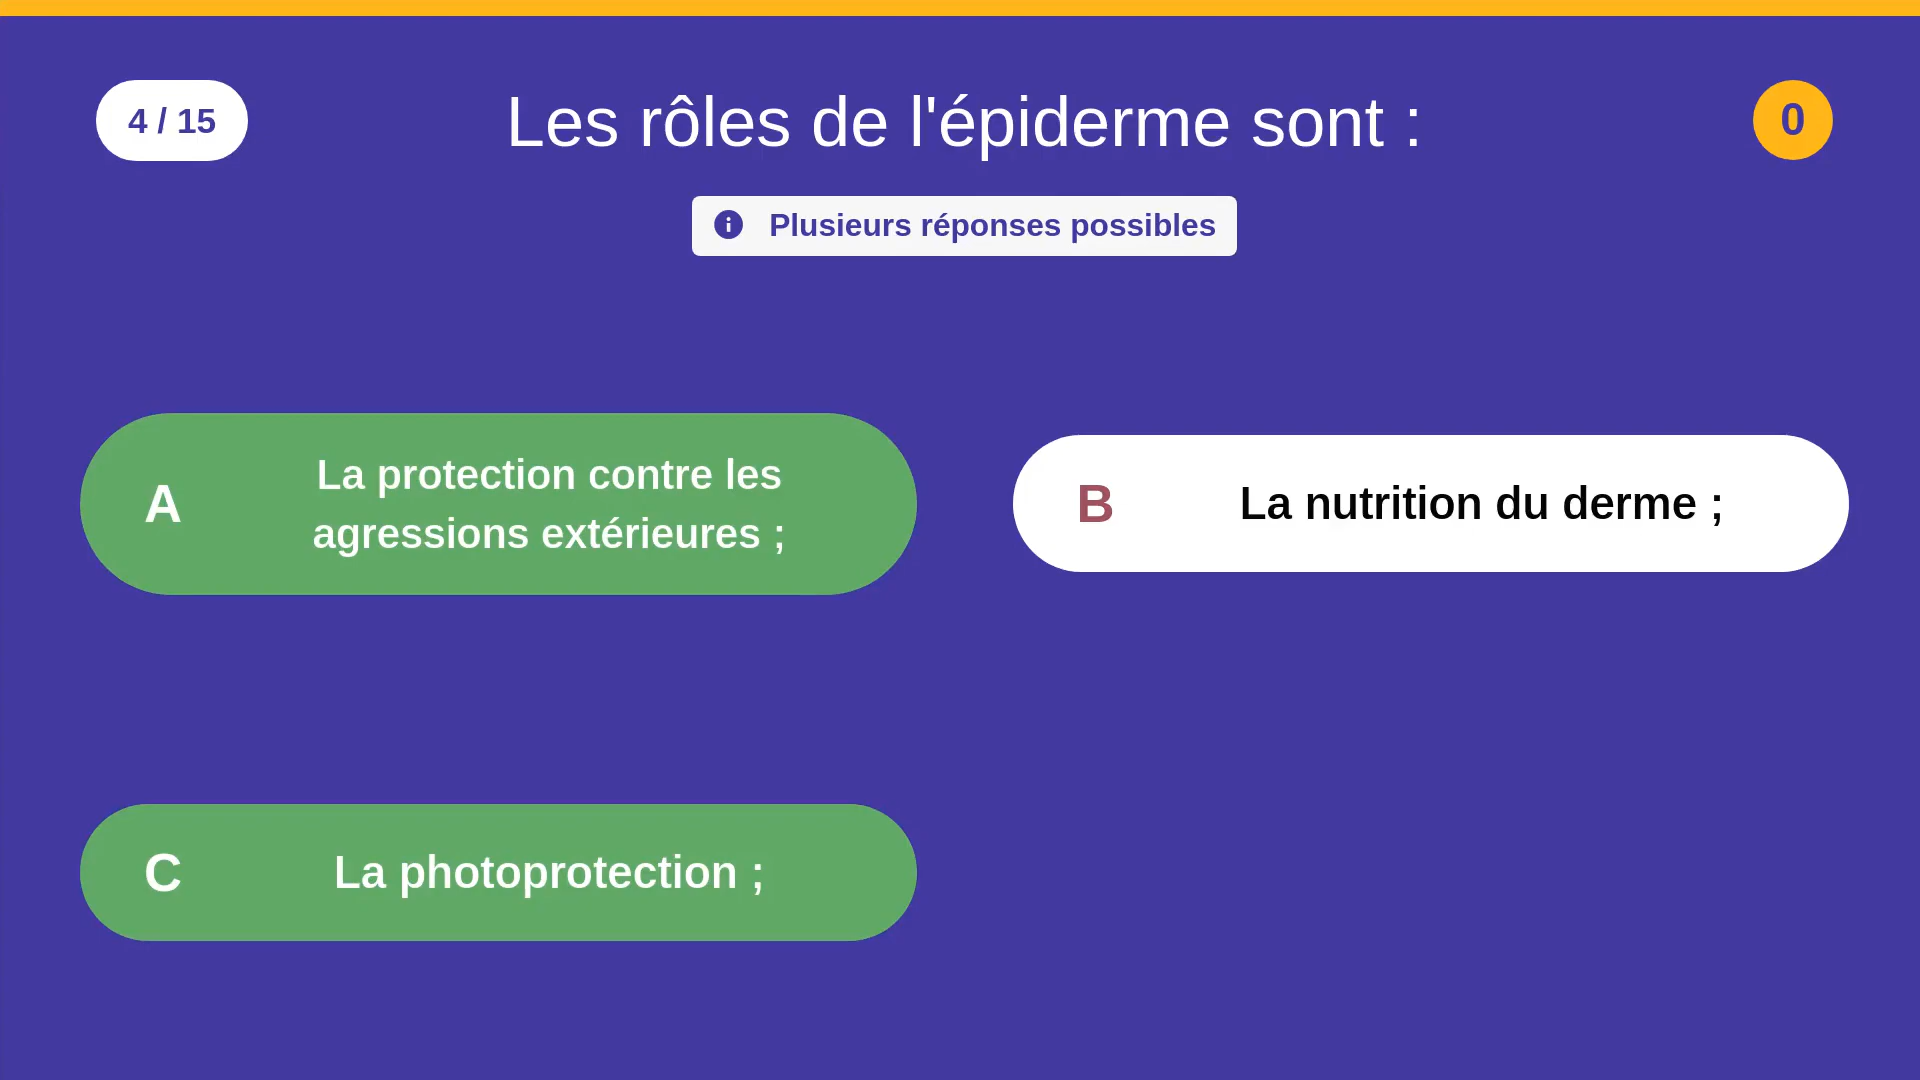 4 / 15
Les rôles de l'épiderme sont :
0
Plusieurs réponses possibles
A
La protection contre les
agressions extérieures ;
B
La nutrition du derme ;
C
La photoprotection ;